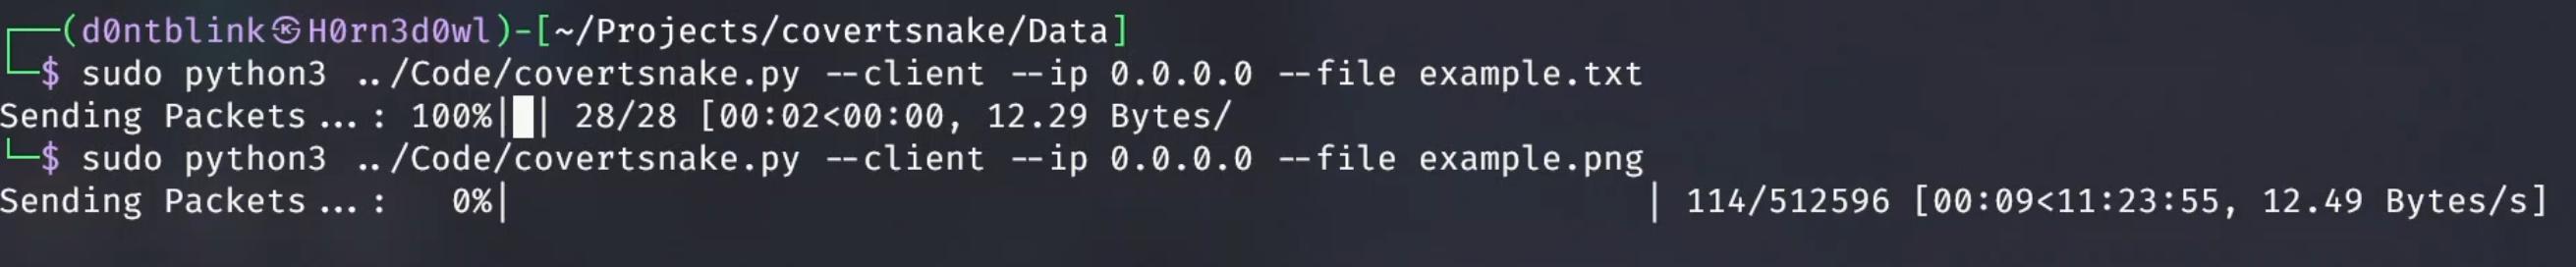 ┌──(d0ntblink㉿H0rn3d0wl)-[~/Projects/covertsnake/Data]
└─$ sudo python3 ../Code/covertsnake.py --client --ip 0.0.0.0 --file example.txt
Sending Packets ... : 100%|█| 28/28 [00:02<00:00, 12.29 Bytes/
└─$ sudo python3 ../Code/covertsnake.py --client --ip 0.0.0.0 --file example.png
Sending Packets ... :   0%| | 114/512596 [00:09<11:23:55, 12.49 Bytes/s]